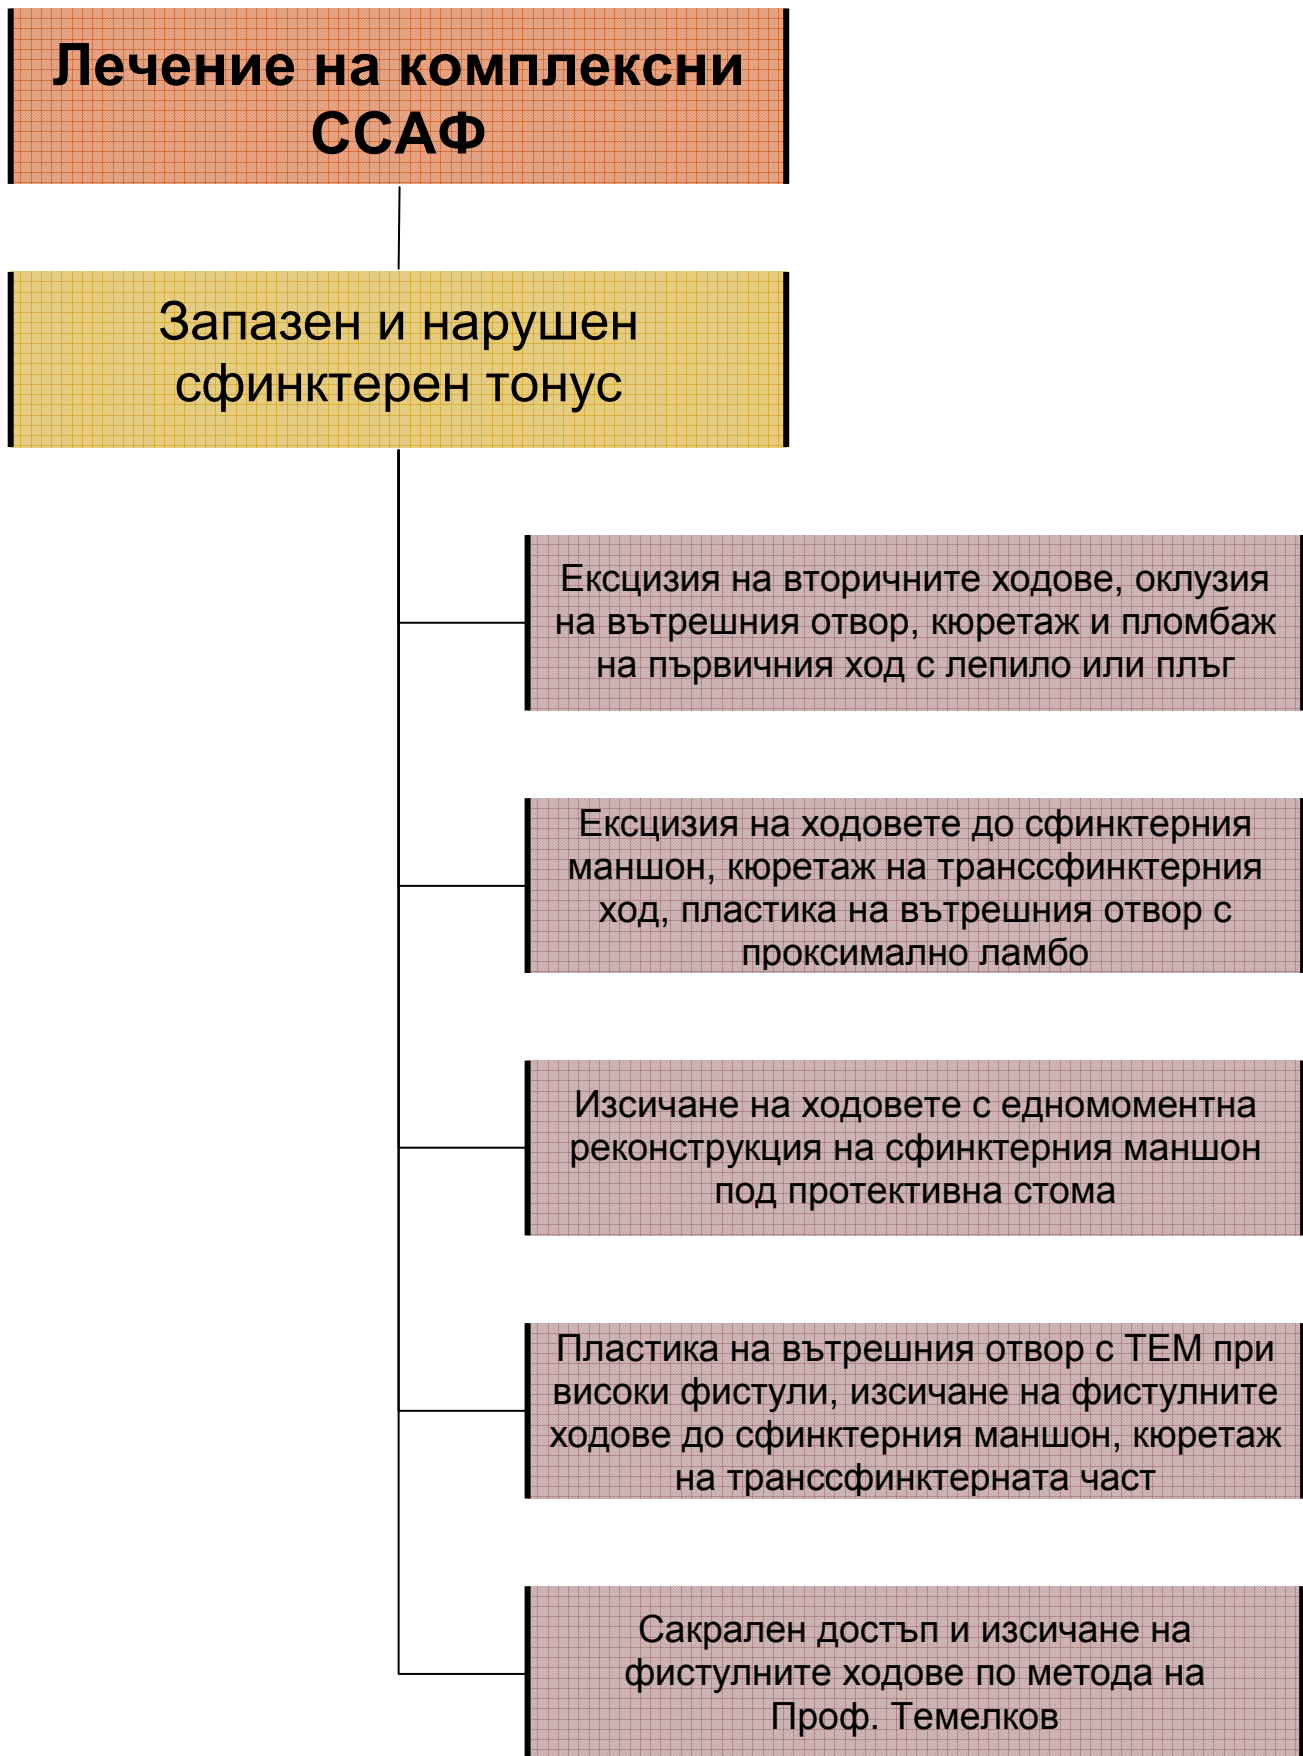 Лечение на комплексни
ССАФ
Запазен и нарушен
сфинктерен тонус
Ексцизия на вторичните ходове, оклузия
на вътрешния отвор, кюретаж и пломбаж
на първичния ход с лепило или плъг
Ексцизия на ходовете до сфинктерния
маншон, кюретаж на транссфинктерния
ход, пластика на вътрешния отвор с
проксимално ламбо
Изсичане на ходовете с едномоментна
реконструкция на сфинктерния маншон
под протективна стома
Пластика на вътрешния отвор с ТЕМ при
високи фистули, изсичане на фистулните
ходове до сфинктерния маншон, кюретаж
на транссфинктерната част
Сакрален достъп и изсичане на
фистулните ходове по метода на
Проф. Темелков